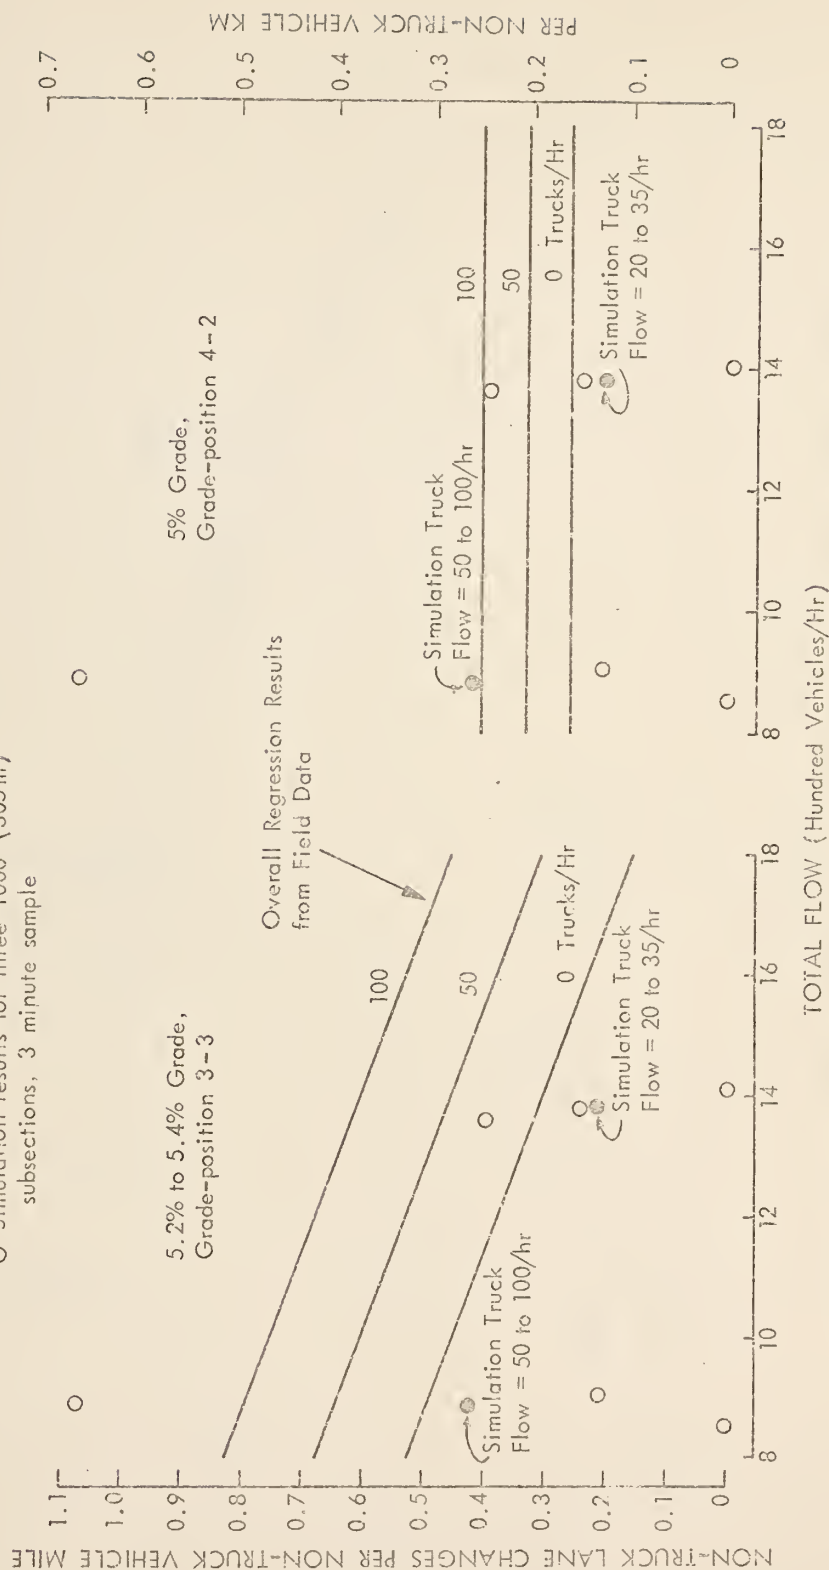 subsections, 3 minute sample
5.2% to 5.4% Grade,
Grade-position 3-3
5% Grade,
Grade-position 4-2
Overall Regression Results
from Field Data
100
50
0 Trucks/Hr
Simulation Truck
Flow = 50 to 100/hr
Simulation Truck
Flow = 20 to 35/hr
100
50
0 Trucks/Hr
Simulation Truck
Flow = 50 to 100/hr
Simulation Truck
Flow = 20 to 35/hr
NON-TRUCK LANE CHANGES PER NON-TRUCK VEHICLE MILE
1.1
1.0
0.9
0.8
0.7
0.6
0.5
0.4
0.3
0.2
0.1
0
PER NON-TRUCK VEHICLE KM
0.7
0.6
0.5
0.4
0.3
0.2
0.1
0
8 10 12 14 16 18
8 10 12 14 16 18
TOTAL FLOW (Hundred Vehicles/Hr)